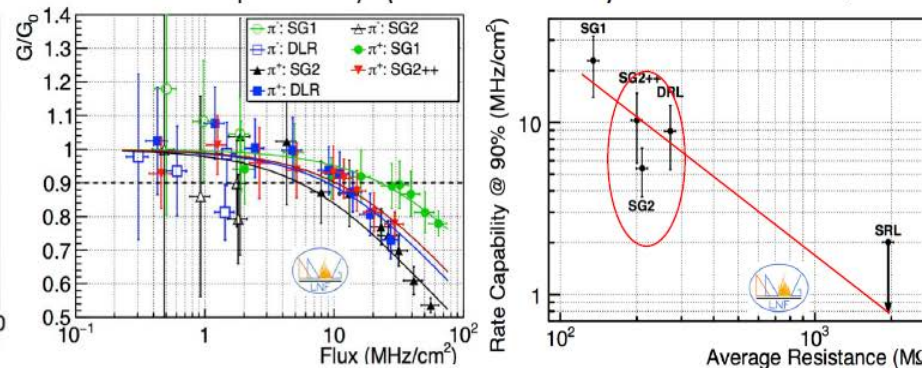 G/G₀
1.4
1.3
1.2
1.1
1
0.9
0.8
0.7
0.6
0.5
π⁻: SG1
π⁻: SG2
π⁻: DLR
π⁺: SG1
π⁺: SG2
π⁺: SG2++
π⁺: DLR
LNF
10⁻¹
1
10
10²
Flux (MHz/cm²)
Rate Capability @ 90% (MHz/cm²)
10
1
SG1
SG2++
DRL
SG2
SRL
LNF
10²
10³
Average Resistance (MΩ